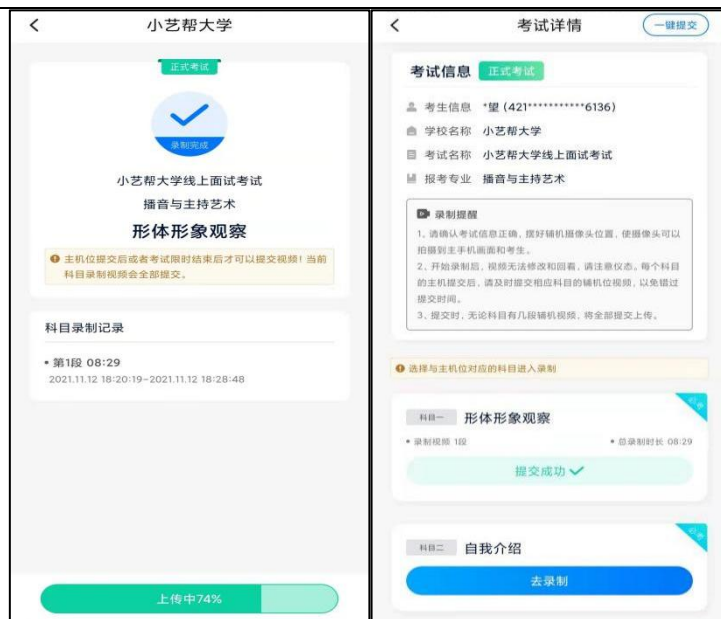 小艺帮大学
正式考试
录制完成
小艺帮大学线上面试考试
播音与主持艺术
形体形象观察
主机位提交后或者考试限时结束后才可以提交视频！当前
科目录制视频会全部提交。
科目录制记录
• 第1段 08:29
2021.11.12 18:20:19-2021.11.12 18:28:48
上传中74%
考试详情
一键提交
考试信息 正式考试
考生信息 *望 (421***********6136)
学校名称 小艺帮大学
考试名称 小艺帮大学线上面试考试
报考专业 播音与主持艺术
录制提醒
1、请确认考试信息正确，摆好辅机摄像头位置，使摄像头可以
拍摄到主手机画面和考生。
2、开始录制后，视频无法修改和回看，请注意仪态。每个科目
的主机提交后，请及时提交相应科目的辅机位视频，以免错过
提交时间。
3、提交时，无论科目有几段辅机视频，将全部提交上传。
选择与主机位对应的科目进入录制
必考
科目一 形体形象观察
• 录制视频 1段 • 总录制时长 08:29
提交成功
必考
科目二 自我介绍
去录制